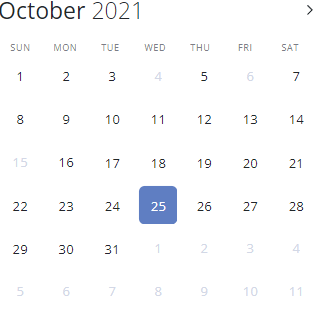 October 2021
SUN MON TUE WED THU FRI SAT
1 2 3 4 5 6 7
8 9 10 11 12 13 14
15 16 17 18 19 20 21
22 23 24 25 26 27 28
29 30 31 1 2 3 4
5 6 7 8 9 10 11